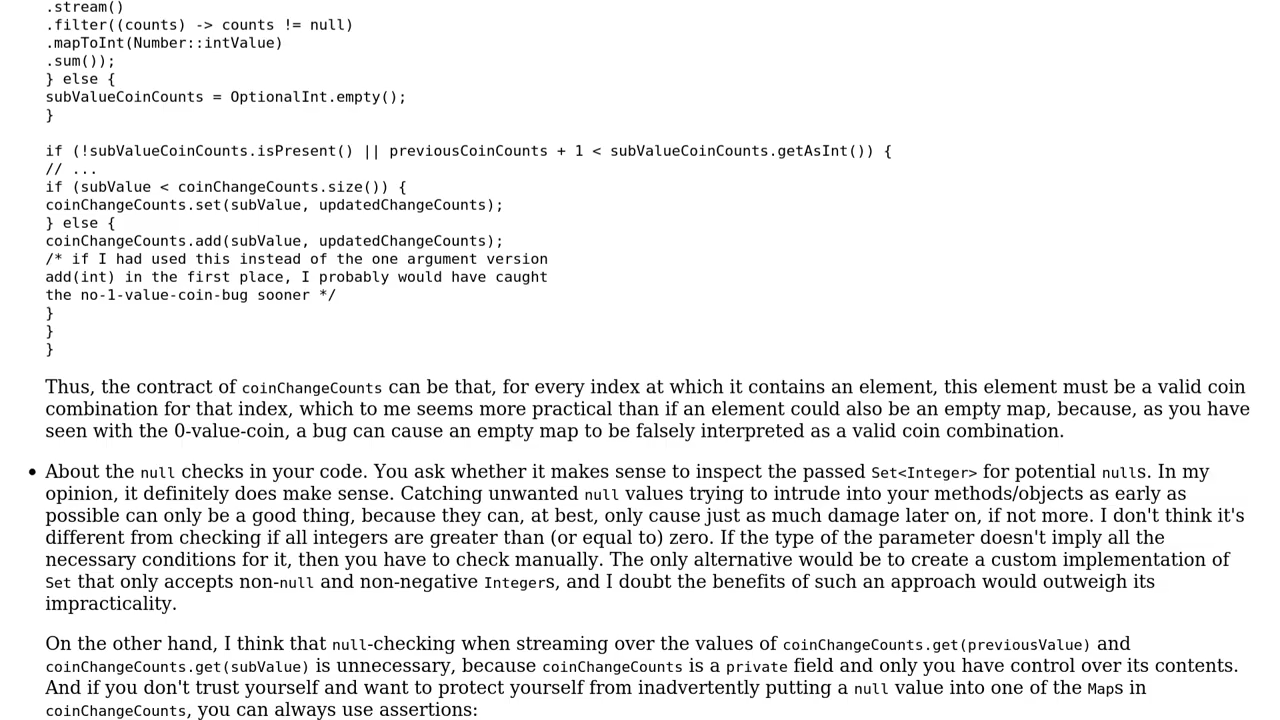 .stream()
.filter((counts) -> counts != null)
.mapToInt(Number::intValue)
.sum());
} else {
subValueCoinCounts = OptionalInt.empty();
}
if (!subValueCoinCounts.isPresent() || previousCoinCounts + 1 < subValueCoinCounts.getAsInt()) {
// ...
if (subValue < coinChangeCounts.size()) {
coinChangeCounts.set(subValue, updatedChangeCounts);
} else {
coinChangeCounts.add(subValue, updatedChangeCounts);
/* if I had used this instead of the one argument version
add(int) in the first place, I probably would have caught
the no-1-value-coin-bug sooner */
}
}
}
Thus, the contract of coinChangeCounts can be that, for every index at which it contains an element, this element must be a valid coin
combination for that index, which to me seems more practical than if an element could also be an empty map, because, as you have
seen with the 0-value-coin, a bug can cause an empty map to be falsely interpreted as a valid coin combination.
• About the null checks in your code. You ask whether it makes sense to inspect the passed Set<Integer> for potential nulls. In my
opinion, it definitely does make sense. Catching unwanted null values trying to intrude into your methods/objects as early as
possible can only be a good thing, because they can, at best, only cause just as much damage later on, if not more. I don't think it's
different from checking if all integers are greater than (or equal to) zero. If the type of the parameter doesn't imply all the
necessary conditions for it, then you have to check manually. The only alternative would be to create a custom implementation of
Set that only accepts non-null and non-negative Integers, and I doubt the benefits of such an approach would outweigh its
impracticality.
On the other hand, I think that null-checking when streaming over the values of coinChangeCounts.get(previousValue) and
coinChangeCounts.get(subValue) is unnecessary, because coinChangeCounts is a private field and only you have control over its contents.
And if you don't trust yourself and want to protect yourself from inadvertently putting a null value into one of the Maps in
coinChangeCounts, you can always use assertions: